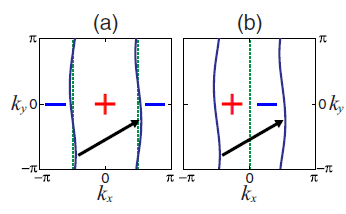 (a) (b)
π π
k_y 0 − + − + − 0 k_y
−π −π
−π 0 π −π 0 π
k_x k_x